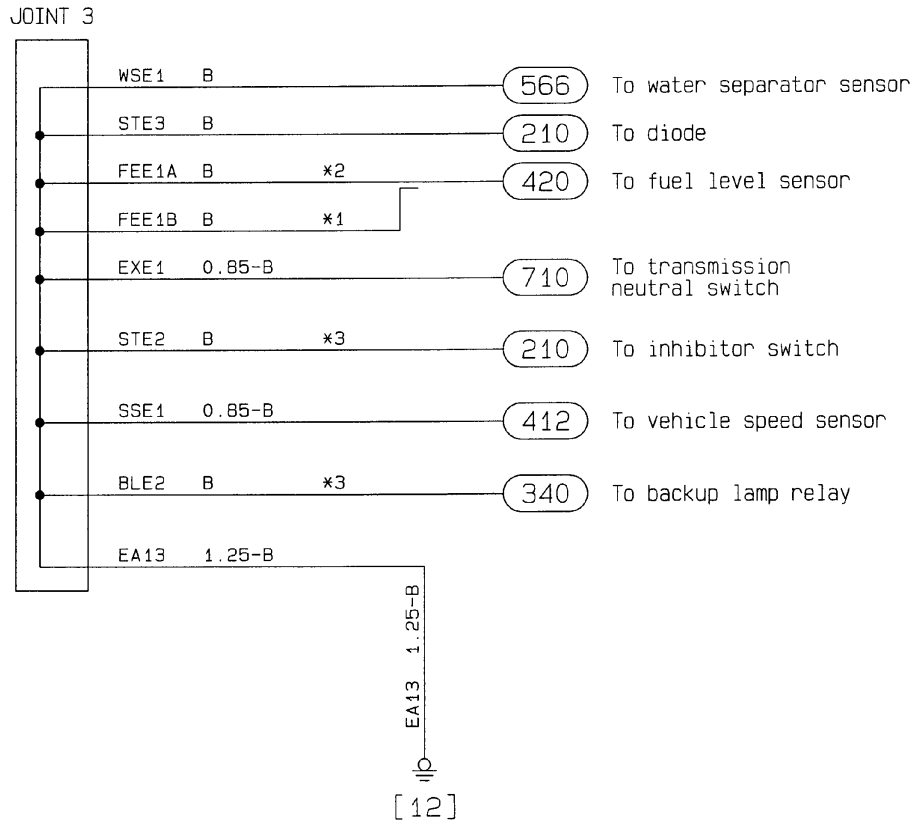 JOINT 3
WSE1 B 566 To water separator sensor
STE3 B 210 To diode
FEE1A B *2 420 To fuel level sensor
FEE1B B *1
EXE1 0.85-B 710 To transmission
neutral switch
STE2 B *3 210 To inhibitor switch
SSE1 0.85-B 412 To vehicle speed sensor
BLE2 B *3 340 To backup lamp relay
EA13 1.25-B
EA13 1.25-B
[12]